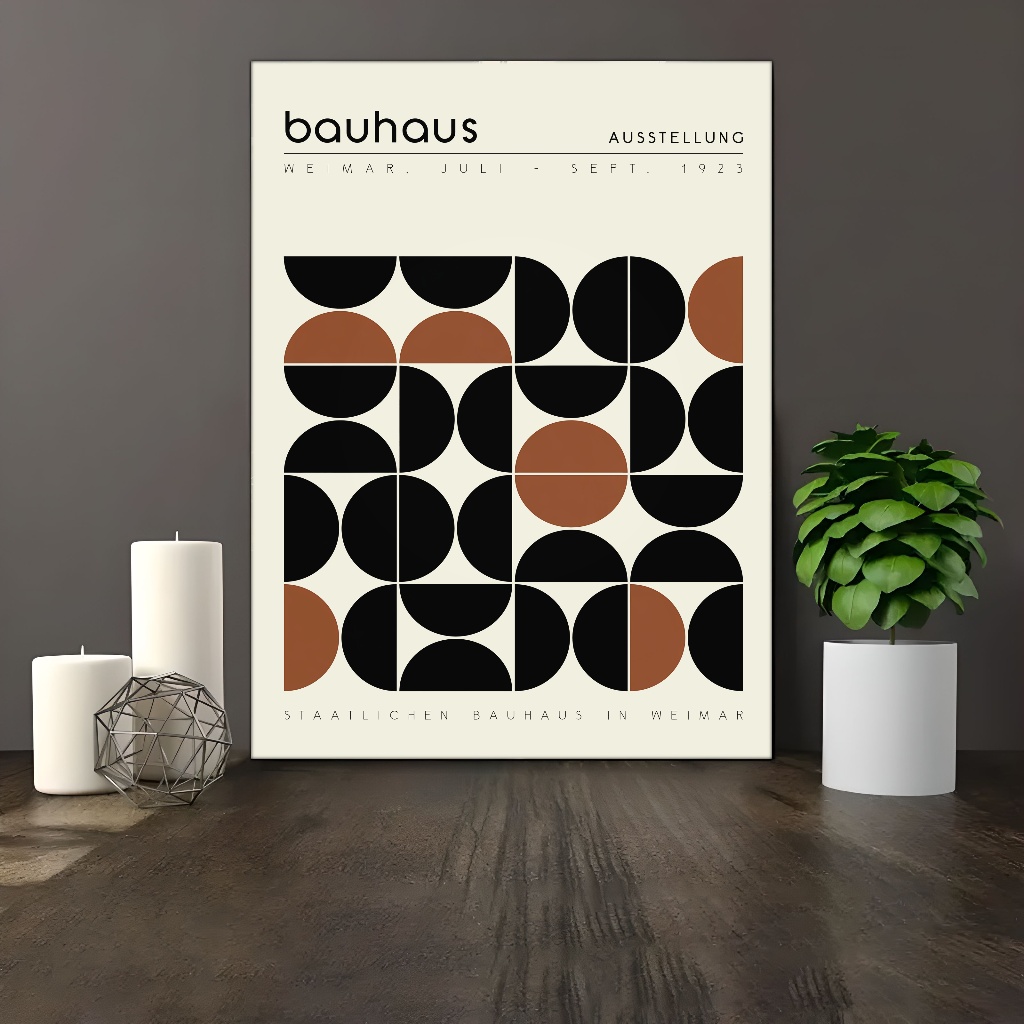 bauhaus AUSSTELLUNG
WEIMAR. JULI - SEPT. 1923
STAATLICHEN BAUHAUS IN WEIMAR